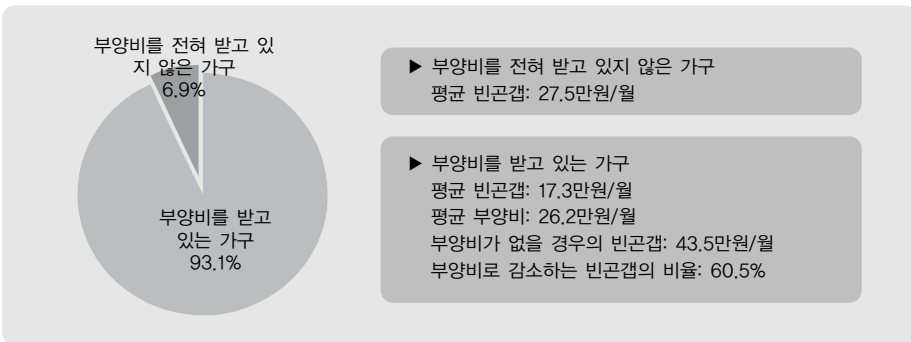 부양비를 전혀 받고 있
지 않은 가구
6.9%
부양비를 받고
있는 가구
93.1%
▶ 부양비를 전혀 받고 있지 않은 가구
평균 빈곤갭: 27.5만원/월
▶ 부양비를 받고 있는 가구
평균 빈곤갭: 17.3만원/월
평균 부양비: 26.2만원/월
부양비가 없을 경우의 빈곤갭: 43.5만원/월
부양비로 감소하는 빈곤갭의 비율: 60.5%